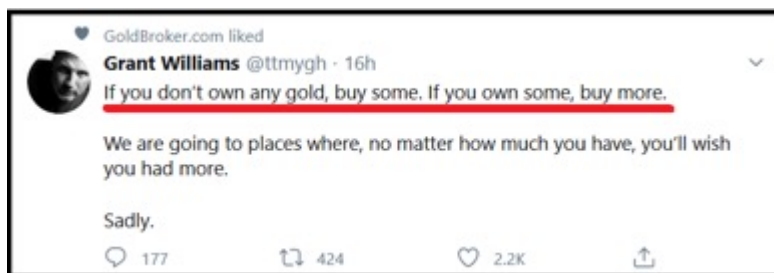 GoldBroker.com liked
Grant Williams @ttmygh · 16h
If you don't own any gold, buy some. If you own some, buy more.
We are going to places where, no matter how much you have, you'll wish
you had more.
Sadly.
177 424 2.2K